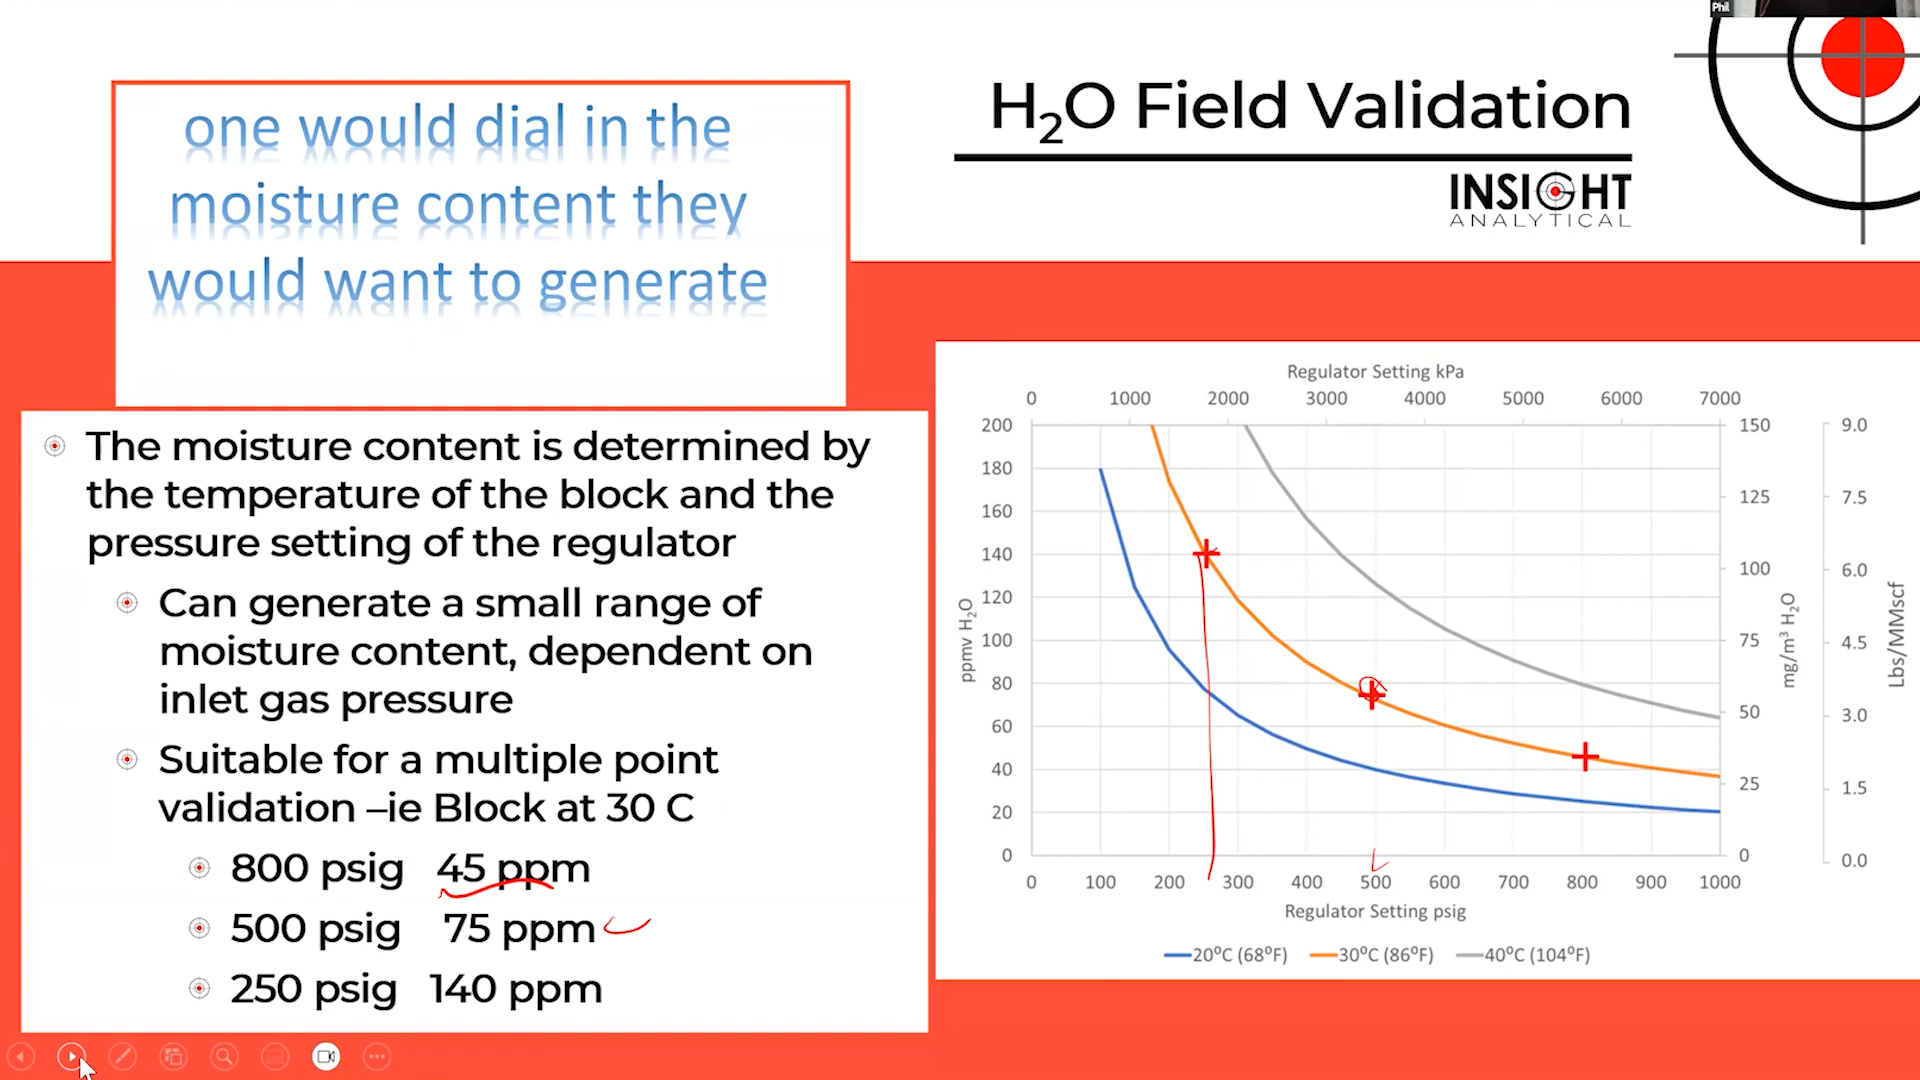 Phil
one would dial in the
moisture content they
would want to generate
H₂O Field Validation
INSIGHT
ANALYTICAL
The moisture content is determined by
the temperature of the block and the
pressure setting of the regulator
Can generate a small range of
moisture content, dependent on
inlet gas pressure
Suitable for a multiple point
validation –ie Block at 30 C
800 psig 45 ppm
500 psig 75 ppm
250 psig 140 ppm
Regulator Setting kPa
0 1000 2000 3000 4000 5000 6000 7000
200 150 9.0
180
160 125 7.5
140
120 100 6.0
100 75 4.5
80
60 50 3.0
40
20 25 1.5
0 0 0.0
ppmv H₂O
mg/m³ H₂O
Lbs/MMscf
0 100 200 300 400 500 600 700 800 900 1000
Regulator Setting psig
20⁰C (68⁰F) 30⁰C (86⁰F) 40⁰C (104⁰F)